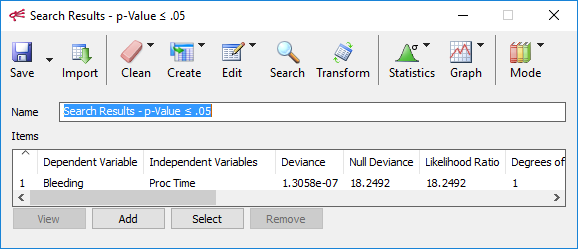 Search Results - p-Value ≤ .05
Save Import Clean Create Edit Search Transform Statistics Graph Mode
Name Search Results - p-Value ≤ .05
Items
Dependent Variable Independent Variables Deviance Null Deviance Likelihood Ratio Degrees of
1 Bleeding Proc Time 1.3058e-07 18.2492 18.2492 1
View Add Select Remove